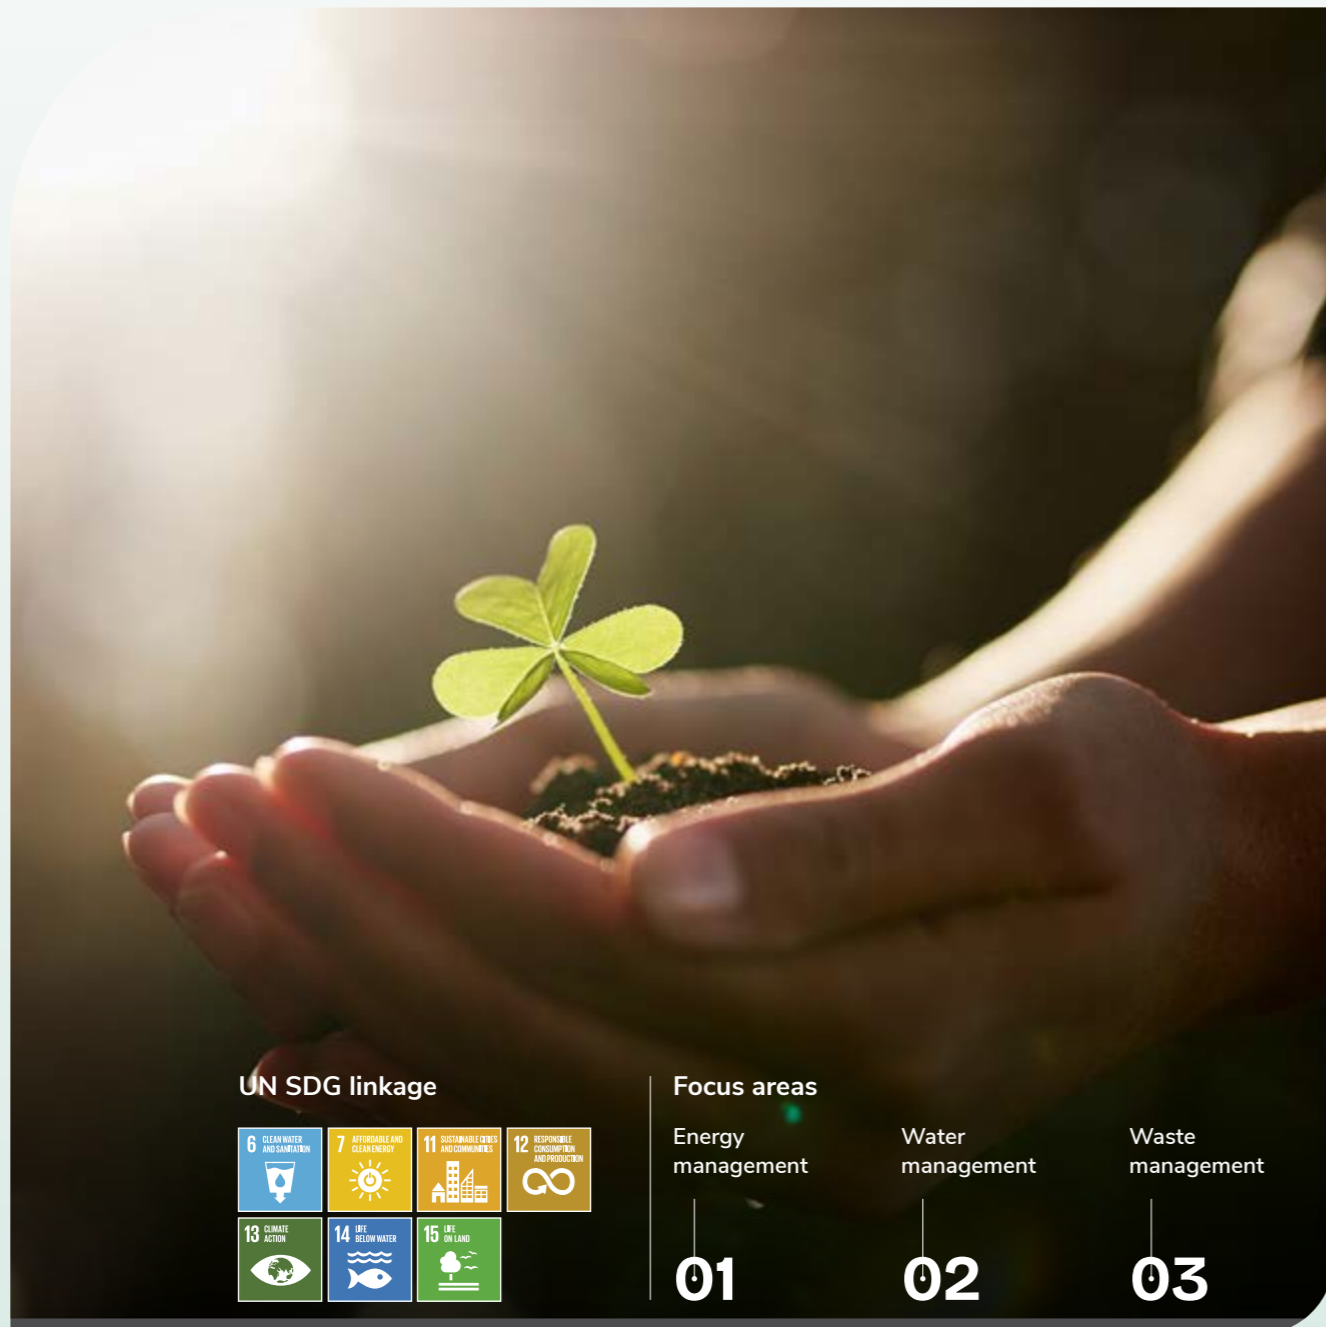 UN SDG linkage
6 CLEAN WATER
AND SANITATION
7 AFFORDABLE AND
CLEAN ENERGY
11 SUSTAINABLE CITIES
AND COMMUNITIES
12 RESPONSIBLE
CONSUMPTION
AND PRODUCTION
13 CLIMATE
ACTION
14 LIFE
BELOW WATER
15 LIFE
ON LAND
Focus areas
Energy
management
01
Water
management
02
Waste
management
03